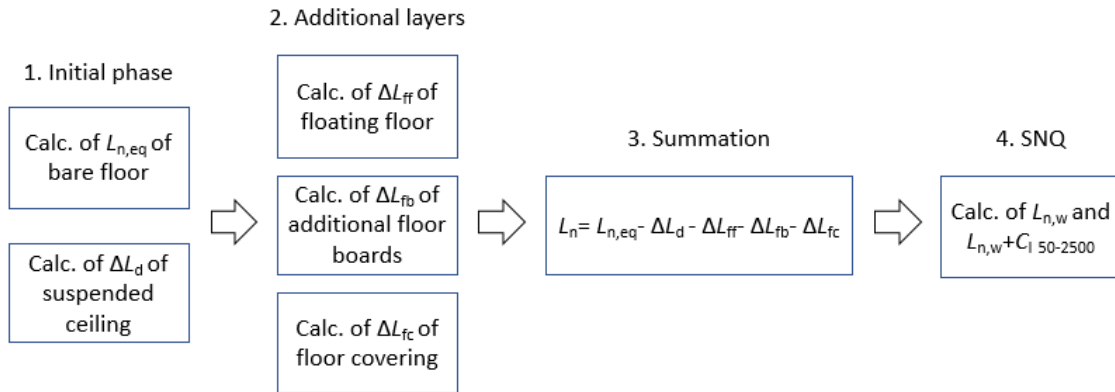 1. Initial phase
Calc. of Ln,eq of
bare floor
Calc. of ΔLd of
suspended
ceiling
2. Additional layers
Calc. of ΔLff of
floating floor
Calc. of ΔLfb of
additional floor
boards
Calc. of ΔLfc of
floor covering
3. Summation
Ln= Ln,eq- ΔLd - ΔLff- ΔLfb- ΔLfc
4. SNQ
Calc. of Ln,w and
Ln,w+CI 50-2500